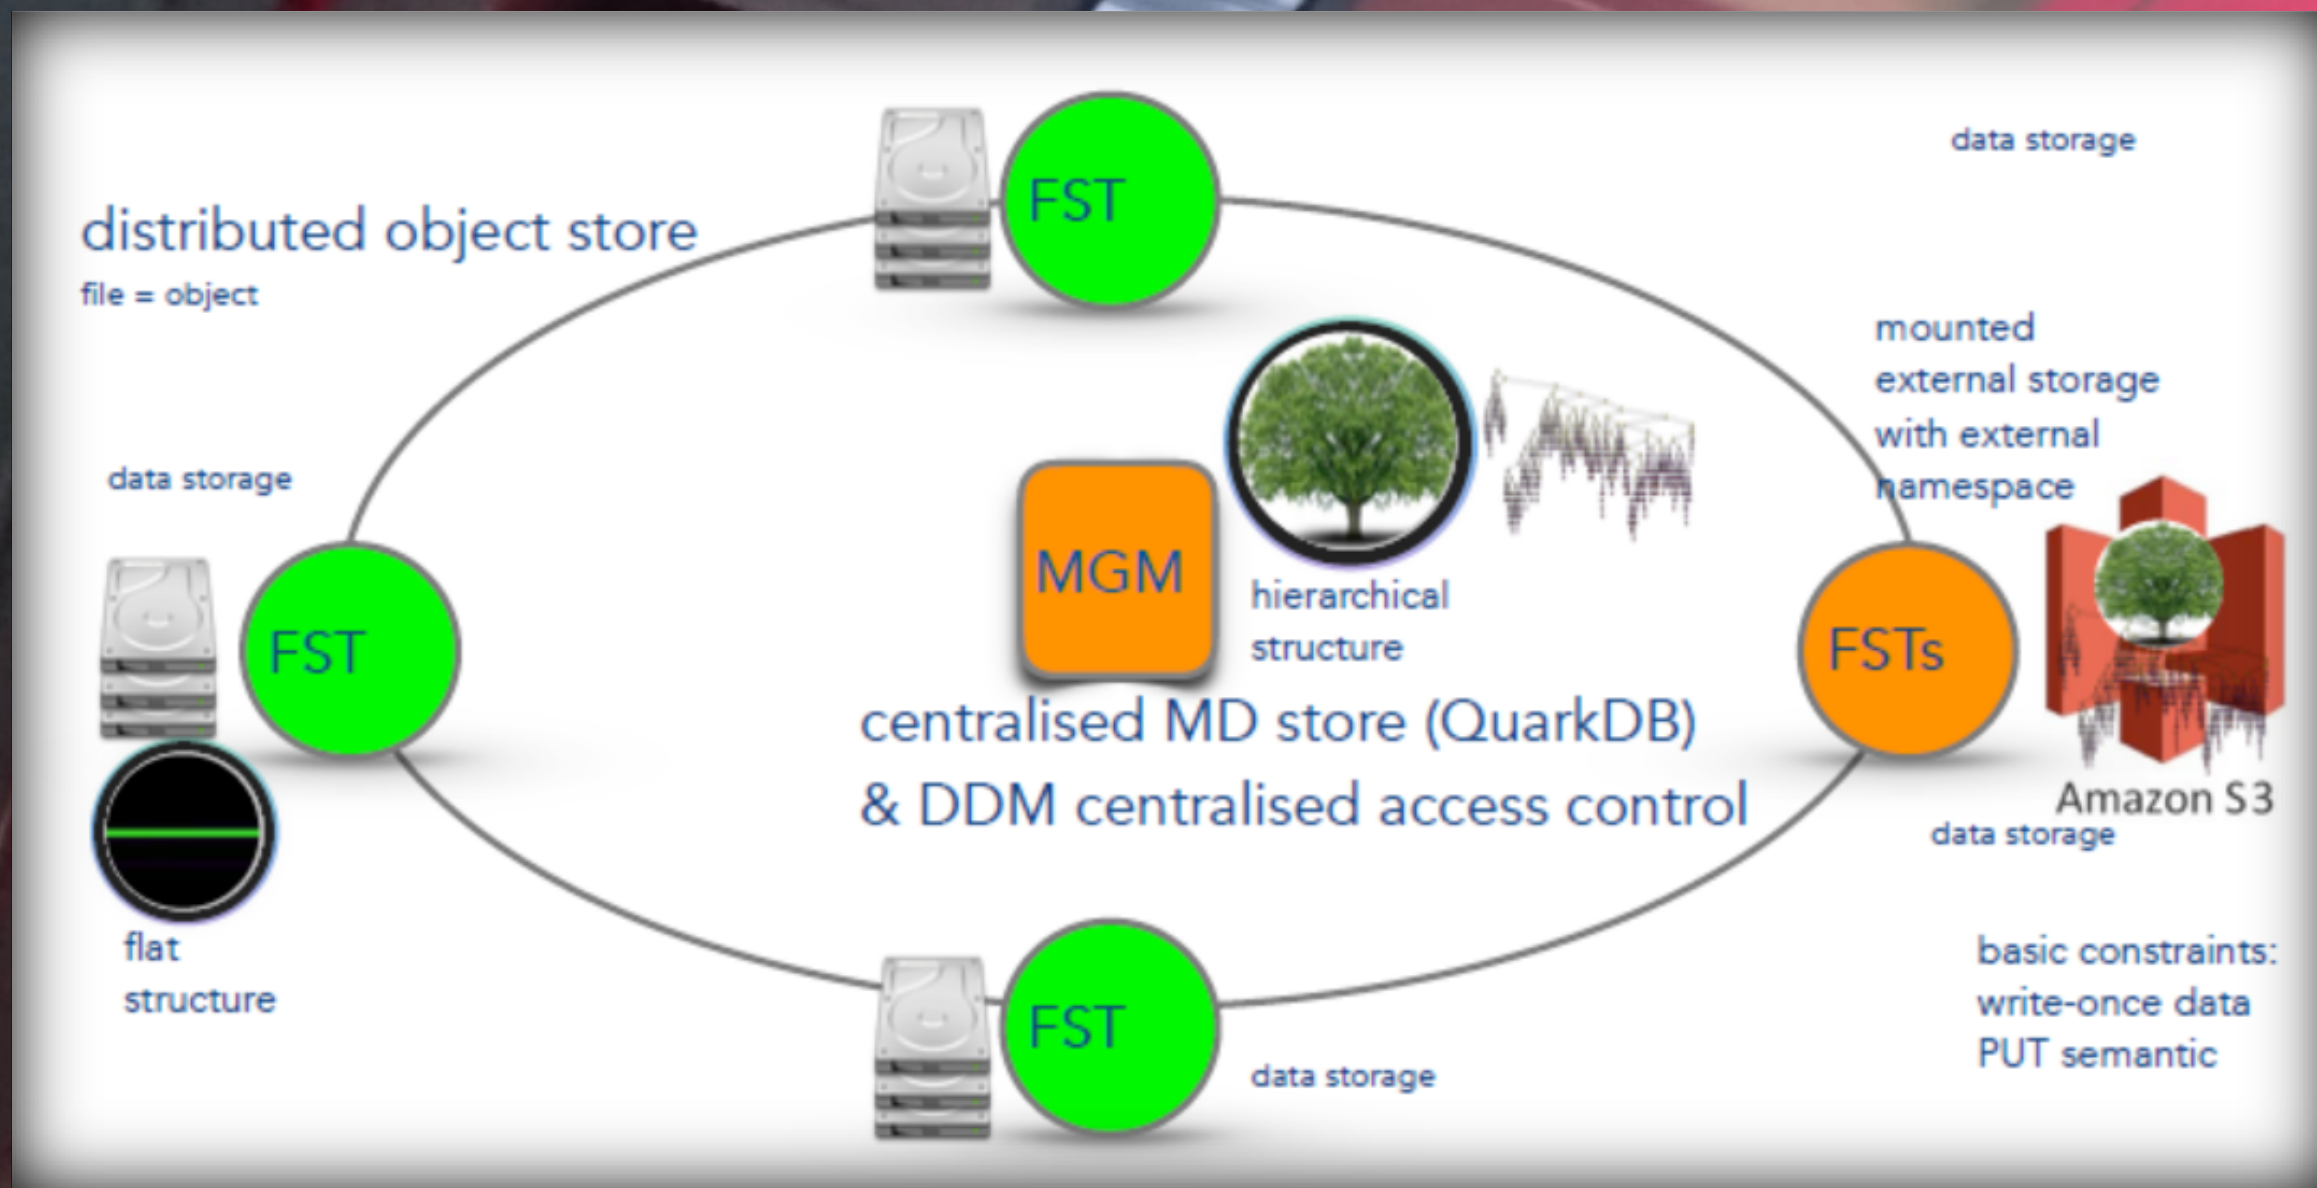 data storage
FST
distributed object store
file = object
mounted
external storage
with external
namespace
data storage
MGM
hierarchical
structure
FST
FSTs
centralised MD store (QuarkDB)
& DDM centralised access control
Amazon S3
data storage
flat
structure
basic constraints:
write-once data
PUT semantic
FST
data storage